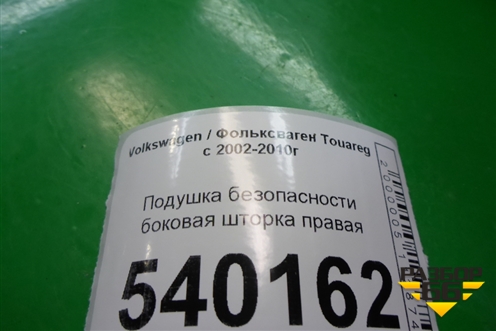 Volkswagen / Фольксваген Touareg
с 2002-2010г
Подушка безопасности
боковая шторка правая
540162